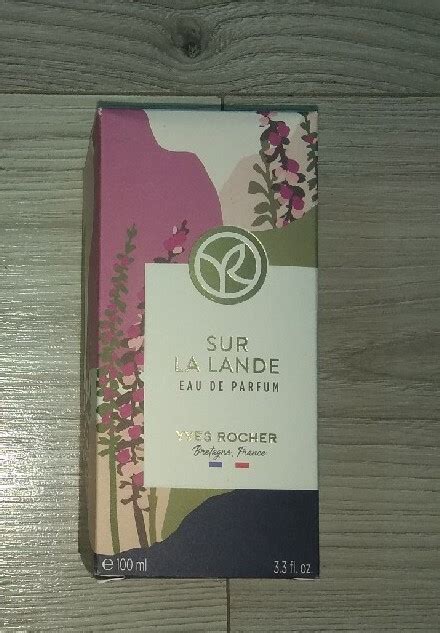 SUR
LA LANDE
EAU DE PARFUM
YVES ROCHER
Bretagne, France
℮ 100 ml
3.3 fl. oz